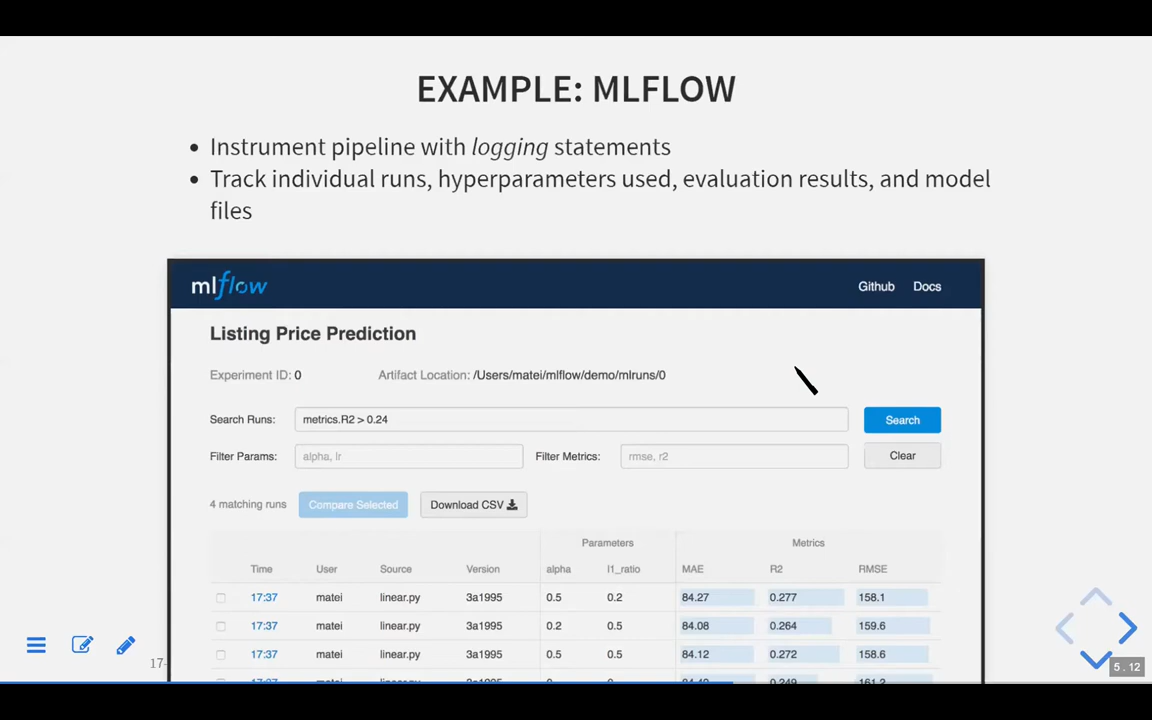 EXAMPLE: MLFLOW
Instrument pipeline with logging statements
Track individual runs, hyperparameters used, evaluation results, and model
files
mlflow Github Docs
Listing Price Prediction
Experiment ID: 0 Artifact Location: /Users/matei/mlflow/demo/mlruns/0
Search Runs: metrics.R2 > 0.24 Search
Filter Params: alpha, lr Filter Metrics: rmse, r2 Clear
4 matching runs Compare Selected Download CSV
Parameters Metrics
Time User Source Version alpha l1_ratio MAE R2 RMSE
17:37 matei linear.py 3a1995 0.5 0.2 84.27 0.277 158.1
17:37 matei linear.py 3a1995 0.2 0.5 84.08 0.264 159.6
17:37 matei linear.py 3a1995 0.5 0.5 84.12 0.272 158.6
17-
5.12